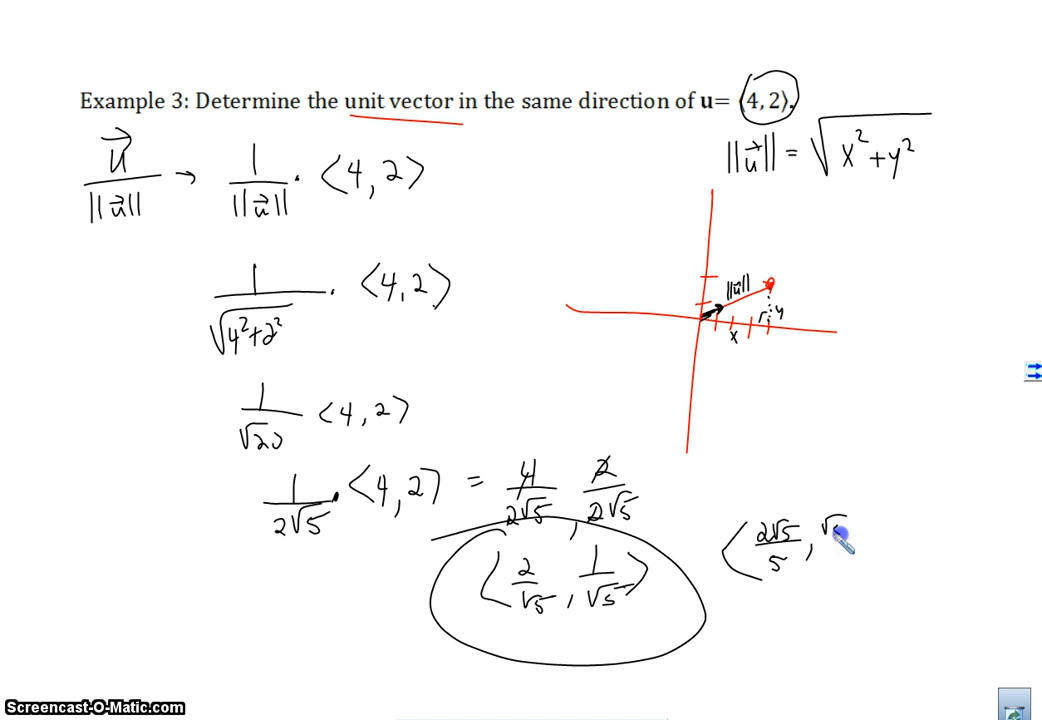 Example 3: Determine the unit vector in the same direction of u= ⟨4, 2⟩.
||u⃗|| = √(x² + y²)
u⃗ / ||u⃗|| → 1/||u⃗|| · <4, 2>
1/√(4²+2²) · <4, 2>
||u⃗||
y
x
1/√20 <4, 2>
1/(2√5) · <4, 2> = 4/(2√5) , 2/(2√5)
<2/√5 , 1/√5>
<2√5/5 , √
Screencast-O-Matic.com